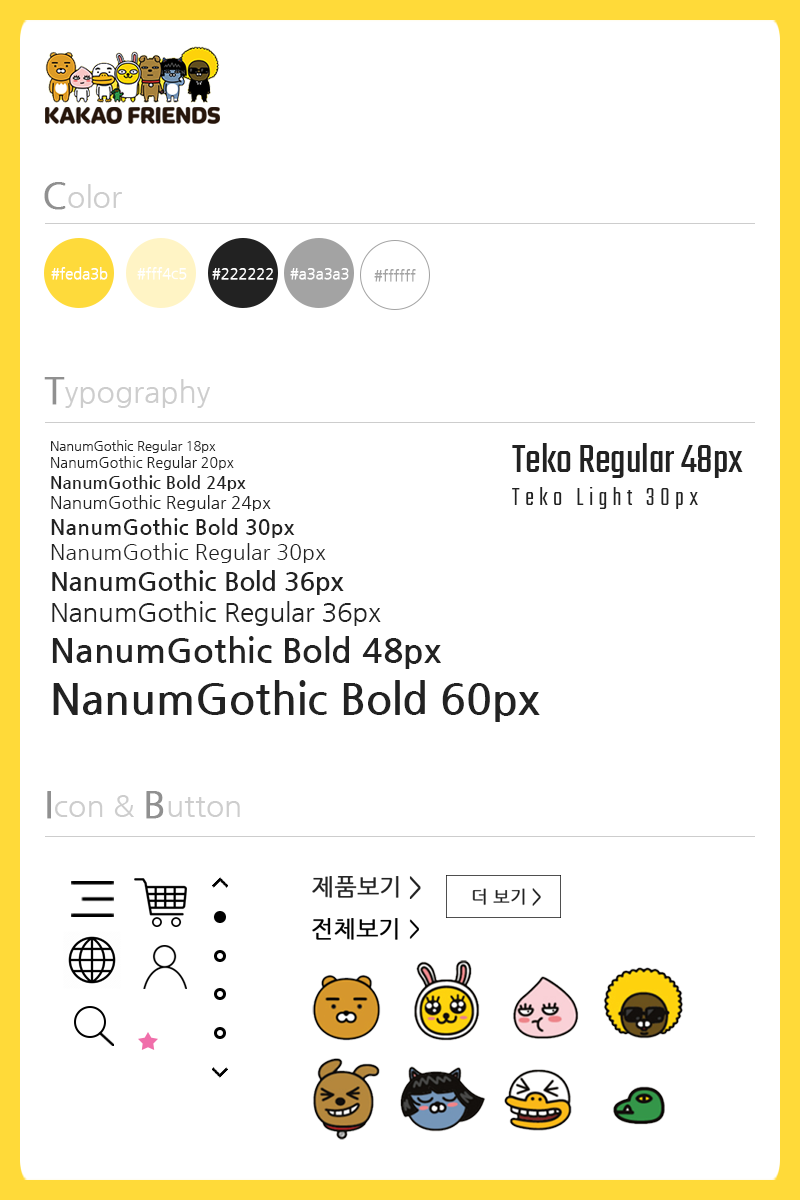 KAKAO FRIENDS
Color
#feda3b #fff4c5 #222222 #a3a3a3 #ffffff
Typography
NanumGothic Regular 18px
NanumGothic Regular 20px
NanumGothic Bold 24px
NanumGothic Regular 24px
NanumGothic Bold 30px
NanumGothic Regular 30px
NanumGothic Bold 36px
NanumGothic Regular 36px
NanumGothic Bold 48px
NanumGothic Bold 60px
Teko Regular 48px
Teko Light 30px
Icon & Button
제품보기 >
더 보기 >
전체보기 >